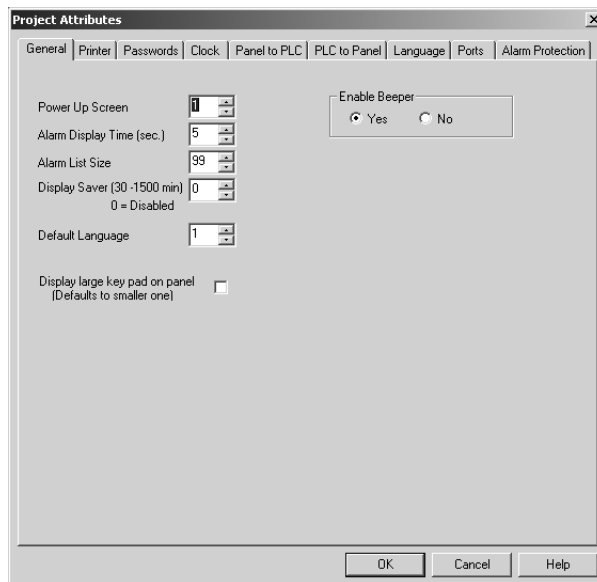 Project Attributes
General Printer Passwords Clock Panel to PLC PLC to Panel Language Ports Alarm Protection
Power Up Screen 1
Enable Beeper
Yes No
Alarm Display Time (sec.) 5
Alarm List Size 99
Display Saver (30 -1500 min) 0
0 = Disabled
Default Language 1
Display large key pad on panel
(Defaults to smaller one)
OK Cancel Help